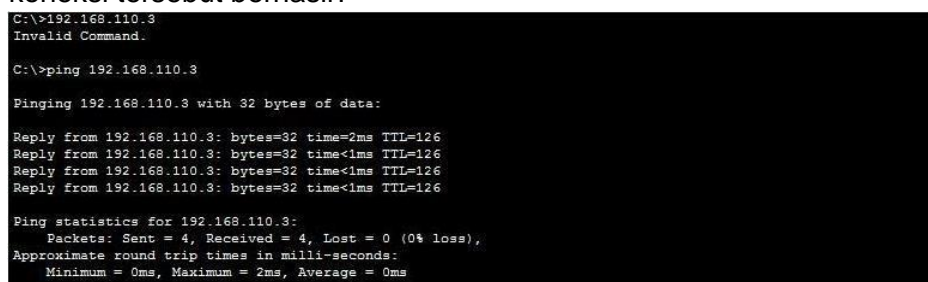 koneksi tersebut berhasil.
C:\>192.168.110.3
Invalid Command.
C:\>ping 192.168.110.3
Pinging 192.168.110.3 with 32 bytes of data:
Reply from 192.168.110.3: bytes=32 time=2ms TTL=126
Reply from 192.168.110.3: bytes=32 time<1ms TTL=126
Reply from 192.168.110.3: bytes=32 time<1ms TTL=126
Reply from 192.168.110.3: bytes=32 time<1ms TTL=126
Ping statistics for 192.168.110.3:
Packets: Sent = 4, Received = 4, Lost = 0 (0% loss),
Approximate round trip times in milli-seconds:
Minimum = 0ms, Maximum = 2ms, Average = 0ms